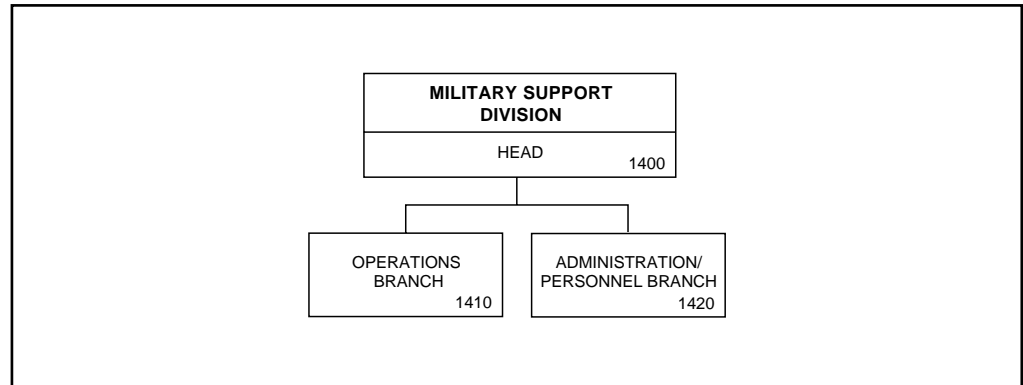 MILITARY SUPPORT
DIVISION
HEAD
1400
OPERATIONS
BRANCH
1410
ADMINISTRATION/
PERSONNEL BRANCH
1420